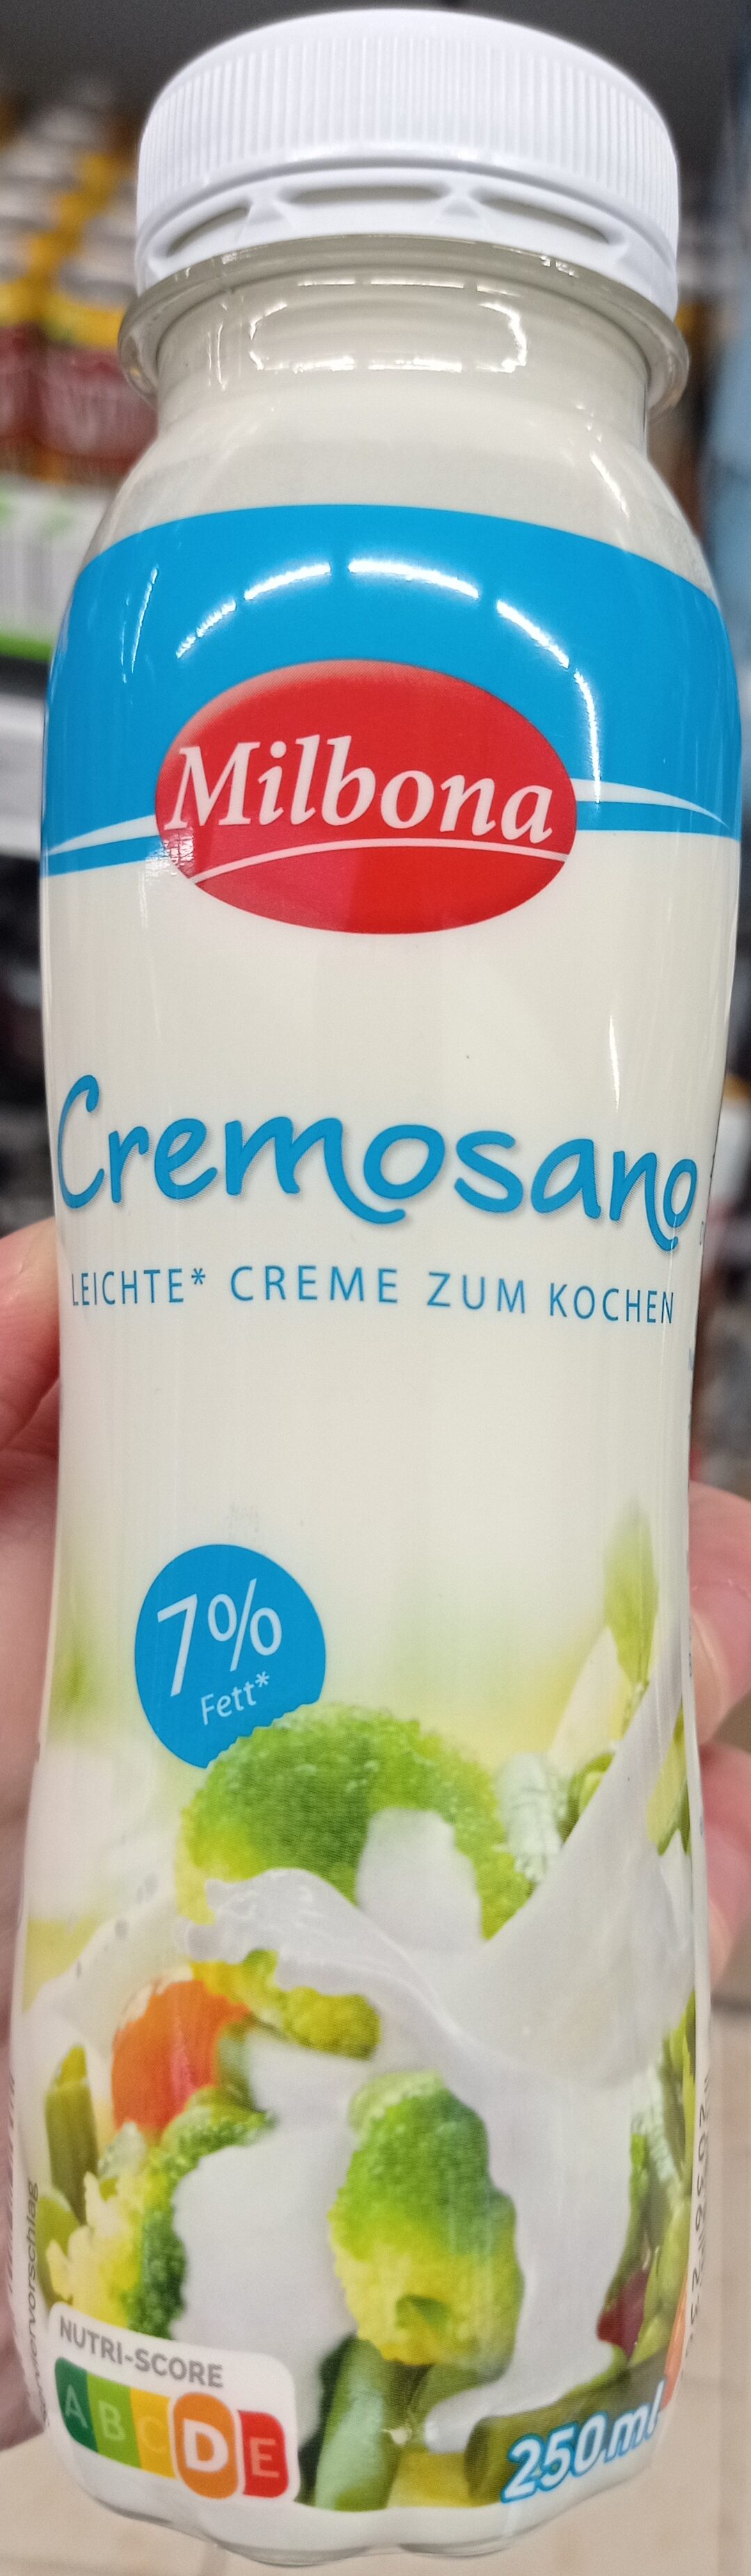 Milbona
Cremosano
LEICHTE* CREME ZUM KOCHEN
7%
Fett*
NUTRI-SCORE
A B C D E
250 ml